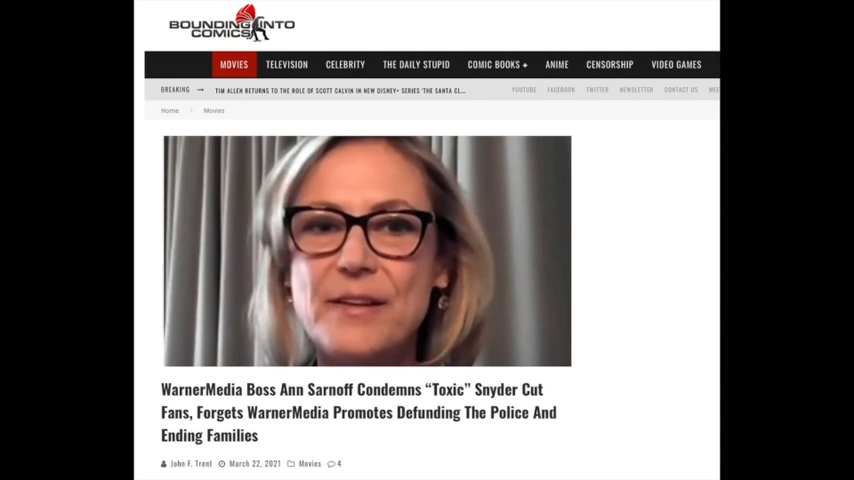 BOUNDING INTO
COMICS
MOVIES TELEVISION CELEBRITY THE DAILY STUPID COMIC BOOKS + ANIME CENSORSHIP VIDEO GAMES
BREAKING → TIM ALLEN RETURNS TO THE ROLE OF SCOTT CALVIN IN NEW DISNEY+ SERIES 'THE SANTA CL... YOUTUBE FACEBOOK TWITTER NEWSLETTER CONTACT US MEE
Home > Movies
WarnerMedia Boss Ann Sarnoff Condemns “Toxic” Snyder Cut
Fans, Forgets WarnerMedia Promotes Defunding The Police And
Ending Families
John F. Trent March 22, 2021 Movies 4